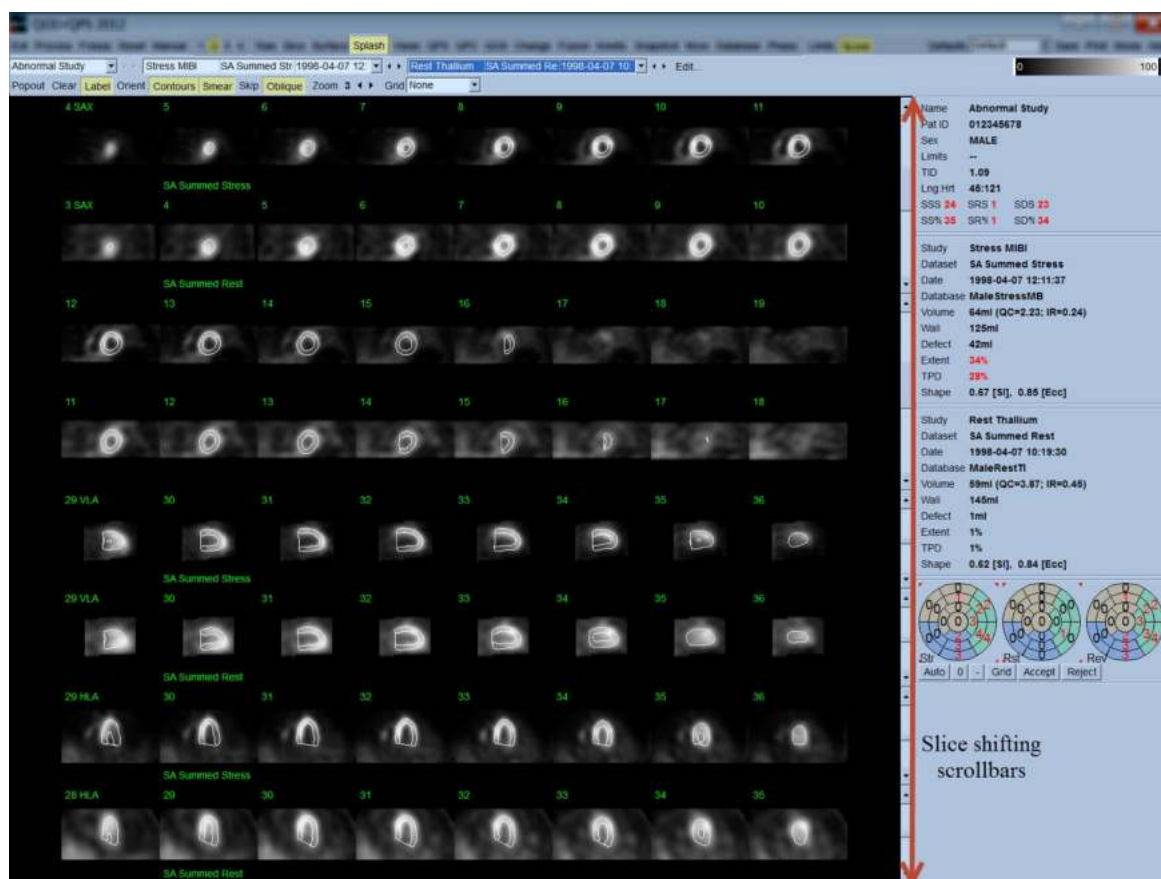 QGS+QPS 2012
Splash
Abnormal Study Stress MIBI SA Summed Str 1998-04-07 12: Rest Thallium SA Summed Re 1998-04-07 10: Edit...
0 100
Popout Clear Label Orient Contours Smear Skip Oblique Zoom 3 Grid None
4 SAX 5 6 7 8 9 10 11
SA Summed Stress
3 SAX 4 5 6 7 8 9 10
SA Summed Rest
12 13 14 15 16 17 18 19
11 12 13 14 15 16 17 18
29 VLA 30 31 32 33 34 35 36
SA Summed Stress
29 VLA 30 31 32 33 34 35 36
SA Summed Rest
29 HLA 30 31 32 33 34 35 36
SA Summed Stress
28 HLA 29 30 31 32 33 34 35
SA Summed Rest
Name Abnormal Study
Pat ID 012345678
Sex MALE
Limits --
TID 1.09
Lng:Hrt 45:121
SSS 24 SRS 1 SDS 23
SS% 35 SR% 1 SD% 34
Study Stress MIBI
Dataset SA Summed Stress
Date 1998-04-07 12:11:37
Database MaleStressMB
Volume 64ml (QC=2.23; IR=0.24)
Wall 125ml
Defect 42ml
Extent 34%
TPD 28%
Shape 0.67 [SI], 0.85 [Ecc]
Study Rest Thallium
Dataset SA Summed Rest
Date 1998-04-07 10:19:30
Database MaleRestTl
Volume 59ml (QC=3.87; IR=0.45)
Wall 145ml
Defect 1ml
Extent 1%
TPD 1%
Shape 0.62 [SI], 0.84 [Ecc]
Str Rst Rev
Auto 0 - Grid Accept Reject
Slice shifting
scrollbars